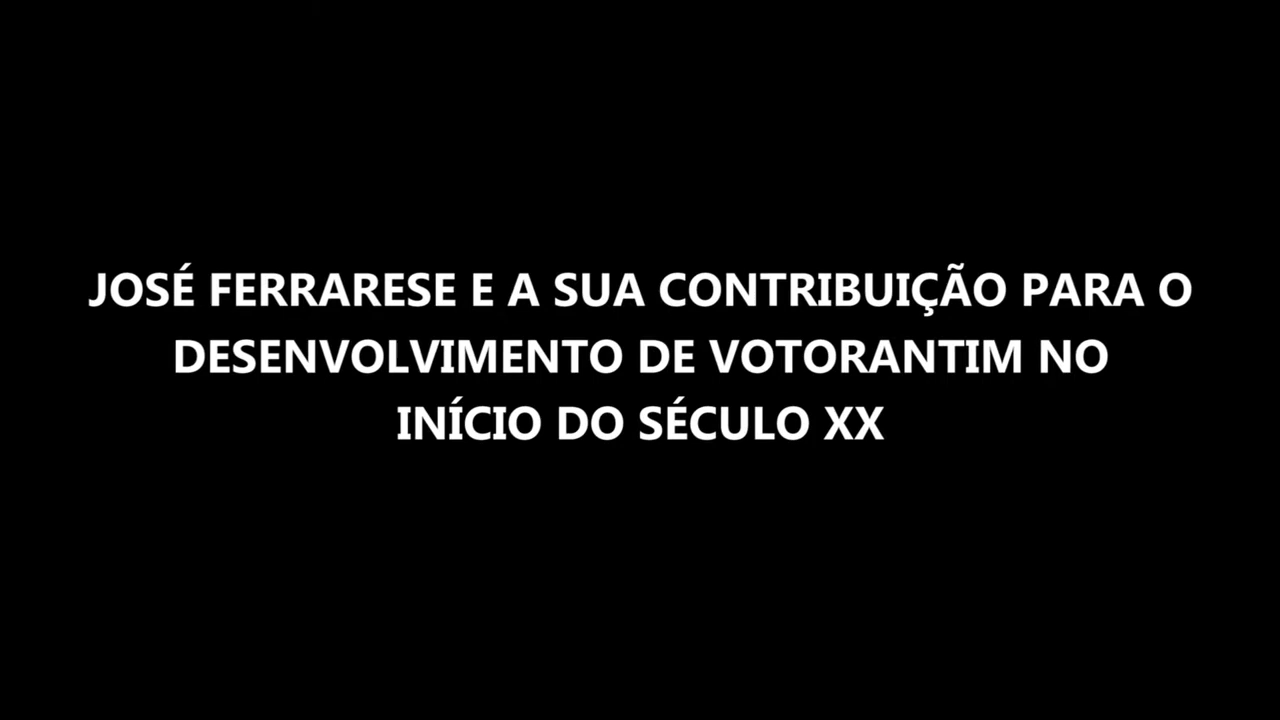 JOSÉ FERRARESE E A SUA CONTRIBUIÇÃO PARA O
DESENVOLVIMENTO DE VOTORANTIM NO
INÍCIO DO SÉCULO XX